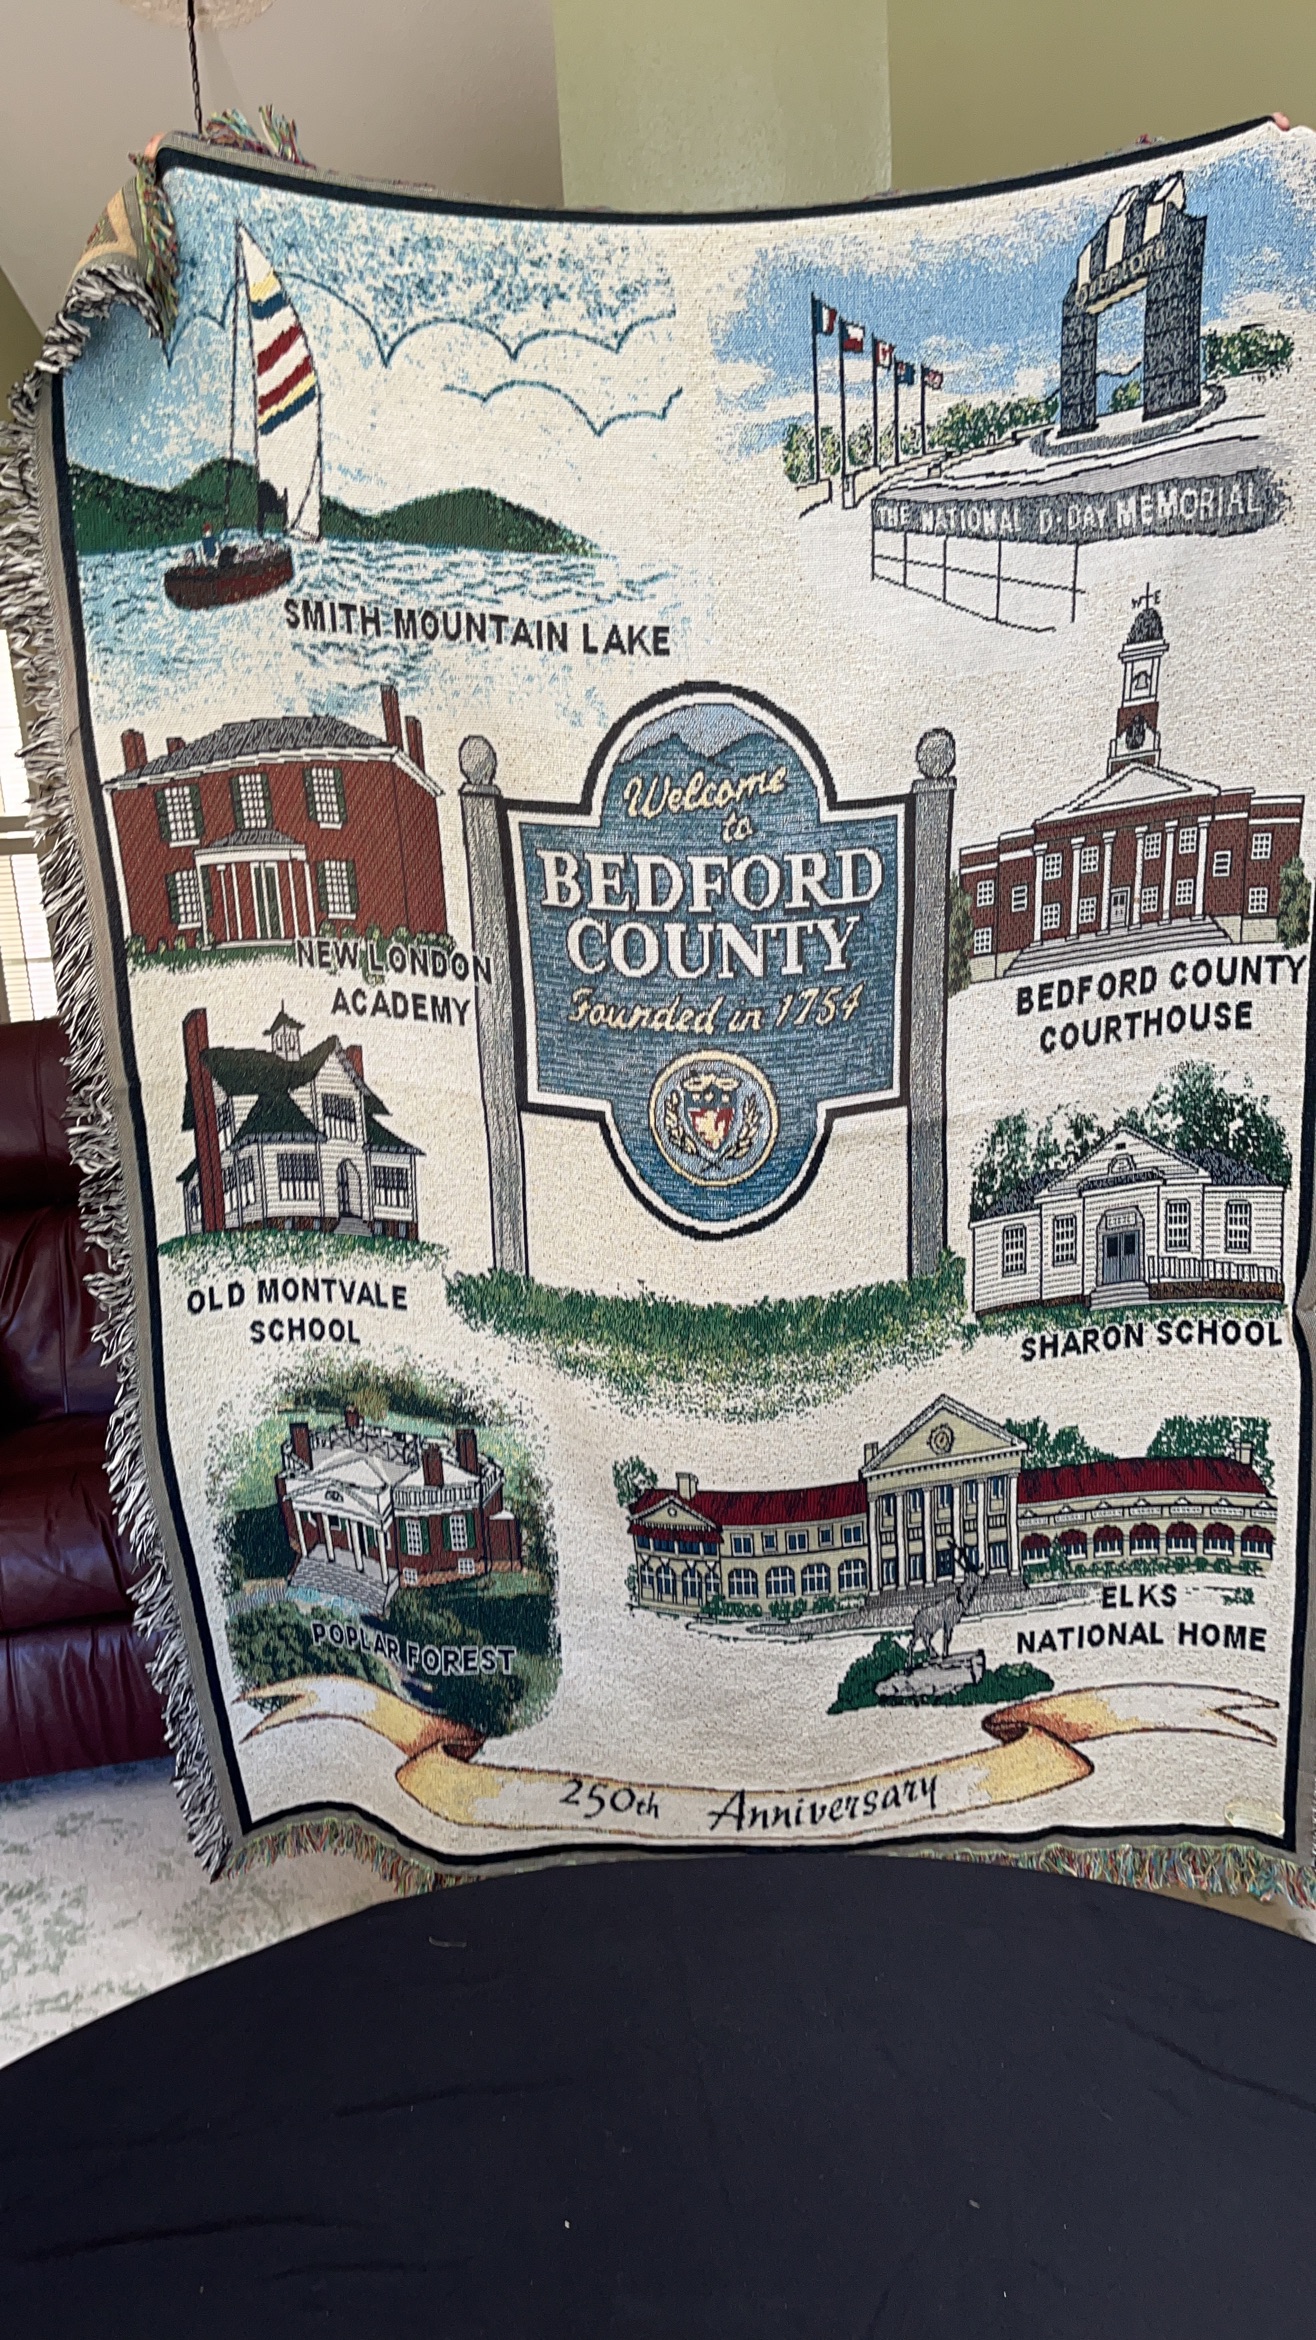 OVERLORD
THE NATIONAL D-DAY MEMORIAL
SMITH MOUNTAIN LAKE
W E
Welcome
to
BEDFORD
COUNTY
Founded in 1754
NEW LONDON
ACADEMY
BEDFORD COUNTY
COURTHOUSE
OLD MONTVALE
SCHOOL
SHARON SCHOOL
POPLAR FOREST
ELKS
NATIONAL HOME
250th Anniversary